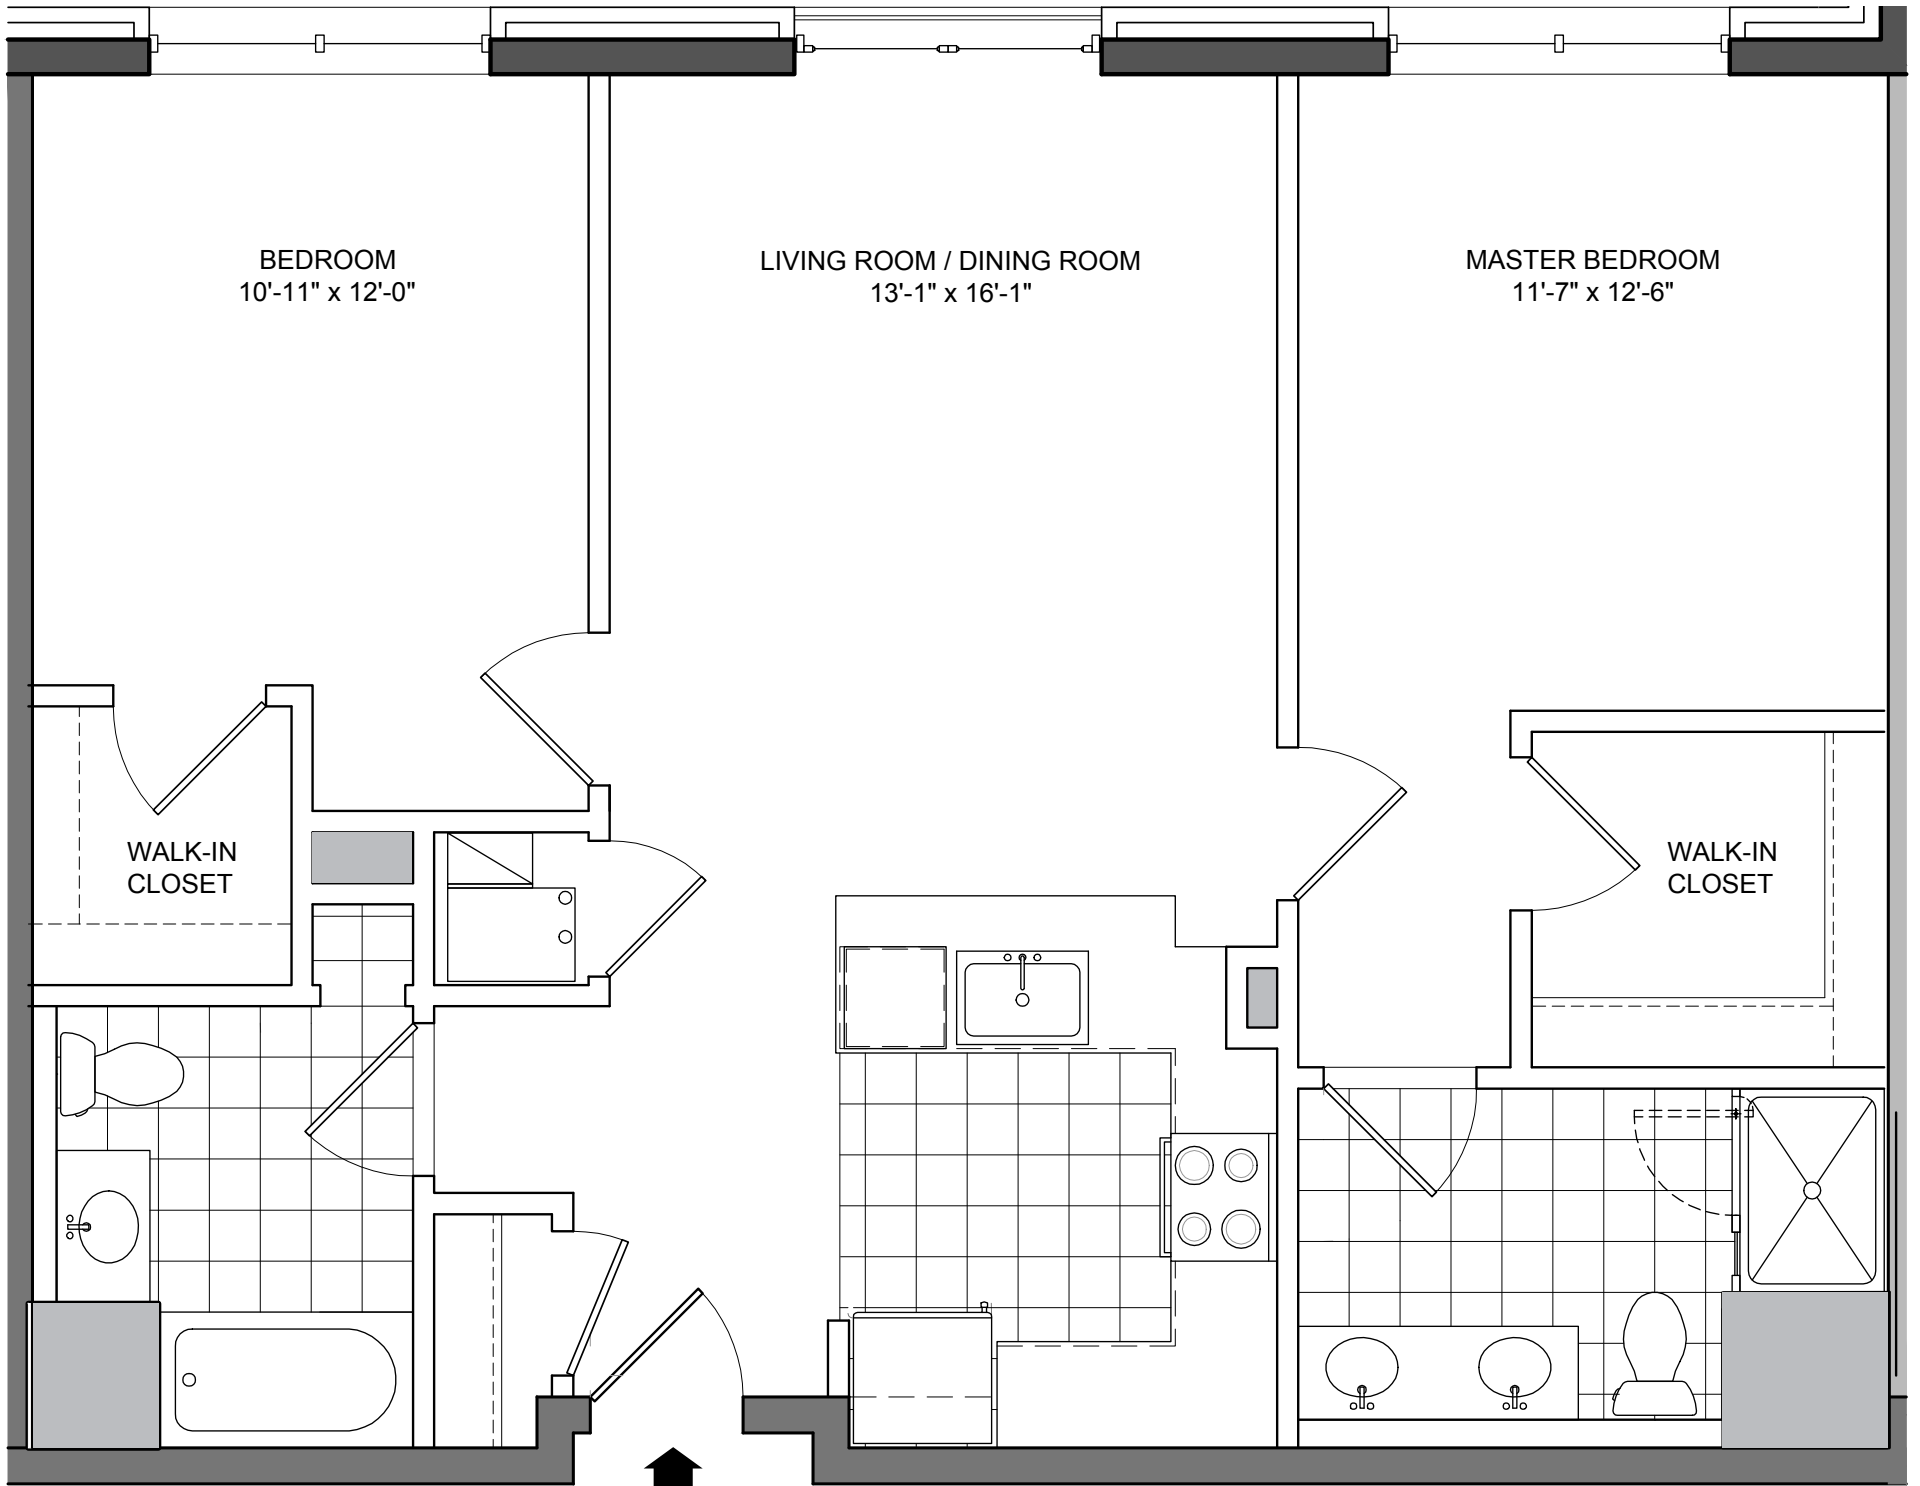 BEDROOM
10'-11" x 12'-0"
LIVING ROOM / DINING ROOM
13'-1" x 16'-1"
MASTER BEDROOM
11'-7" x 12'-6"
WALK-IN
CLOSET
WALK-IN
CLOSET